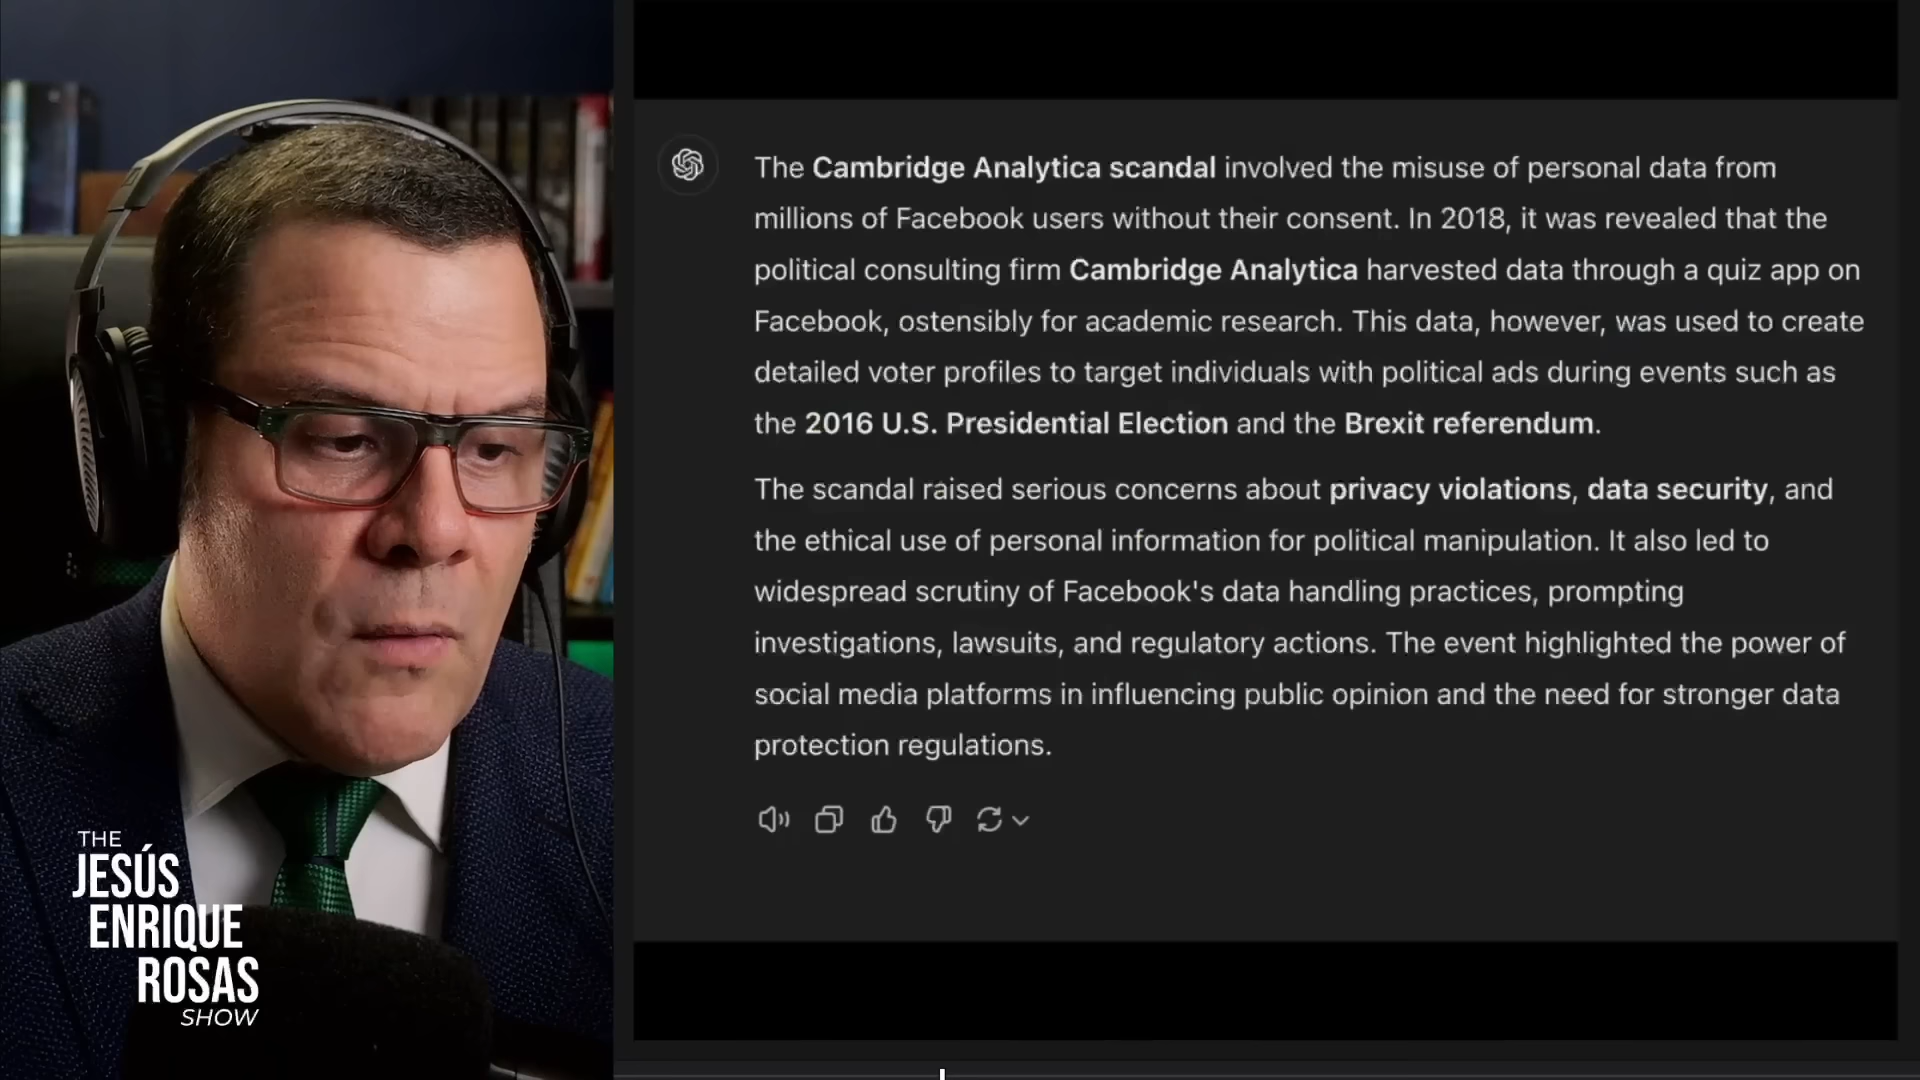 The Cambridge Analytica scandal involved the misuse of personal data from
millions of Facebook users without their consent. In 2018, it was revealed that the
political consulting firm Cambridge Analytica harvested data through a quiz app on
Facebook, ostensibly for academic research. This data, however, was used to create
detailed voter profiles to target individuals with political ads during events such as
the 2016 U.S. Presidential Election and the Brexit referendum.
The scandal raised serious concerns about privacy violations, data security, and
the ethical use of personal information for political manipulation. It also led to
widespread scrutiny of Facebook's data handling practices, prompting
investigations, lawsuits, and regulatory actions. The event highlighted the power of
social media platforms in influencing public opinion and the need for stronger data
protection regulations.
THE
JESÚS
ENRIQUE
ROSAS
SHOW